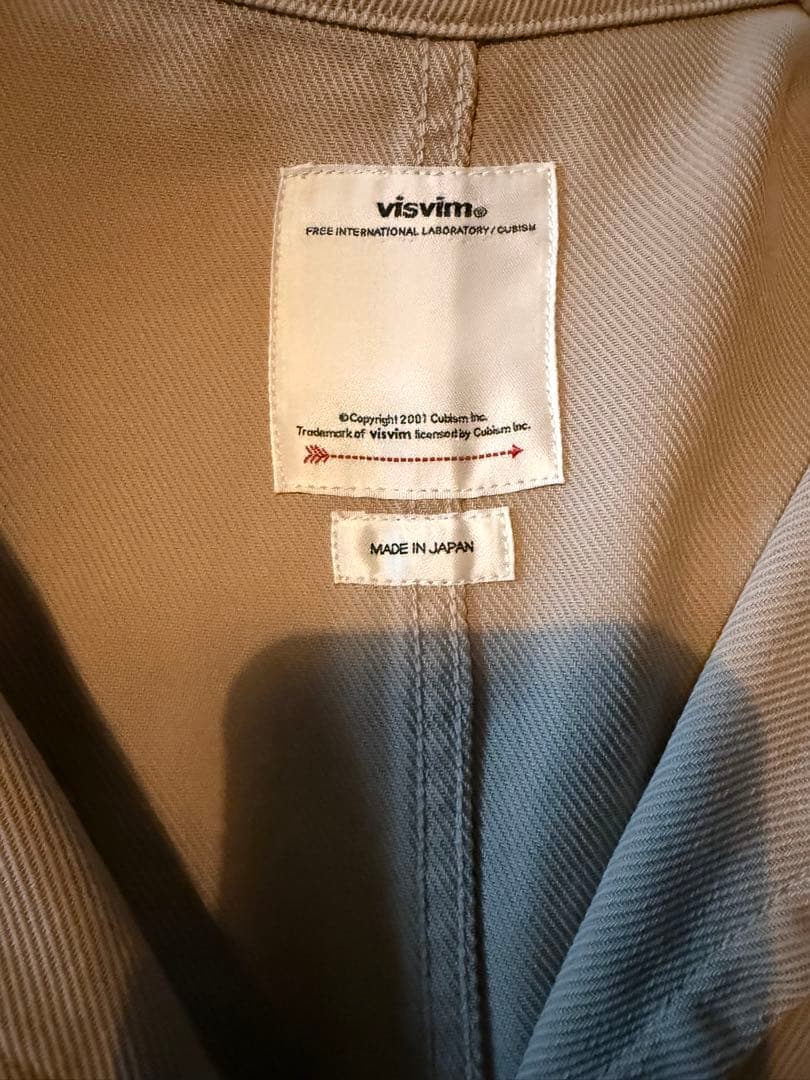 visvim®
FREE INTERNATIONAL LABORATORY / CUBISM
©Copyright 2001 Cubism Inc.
Trademark of visvim licensed by Cubism Inc.
MADE IN JAPAN